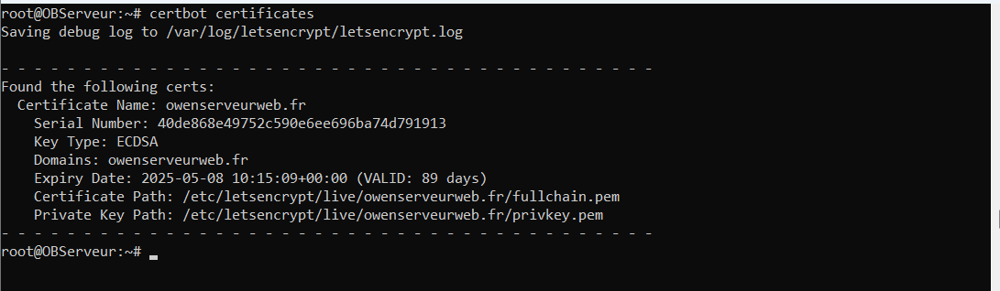 root@OBServeur:~# certbot certificates
Saving debug log to /var/log/letsencrypt/letsencrypt.log
- - - - - - - - - - - - - - - - - - - - - - - - - - - - - - - - - - - - - - - -
Found the following certs:
  Certificate Name: owenserveurweb.fr
    Serial Number: 40de868e49752c590e6ee696ba74d791913
    Key Type: ECDSA
    Domains: owenserveurweb.fr
    Expiry Date: 2025-05-08 10:15:09+00:00 (VALID: 89 days)
    Certificate Path: /etc/letsencrypt/live/owenserveurweb.fr/fullchain.pem
    Private Key Path: /etc/letsencrypt/live/owenserveurweb.fr/privkey.pem
- - - - - - - - - - - - - - - - - - - - - - - - - - - - - - - - - - - - - - - -
root@OBServeur:~#